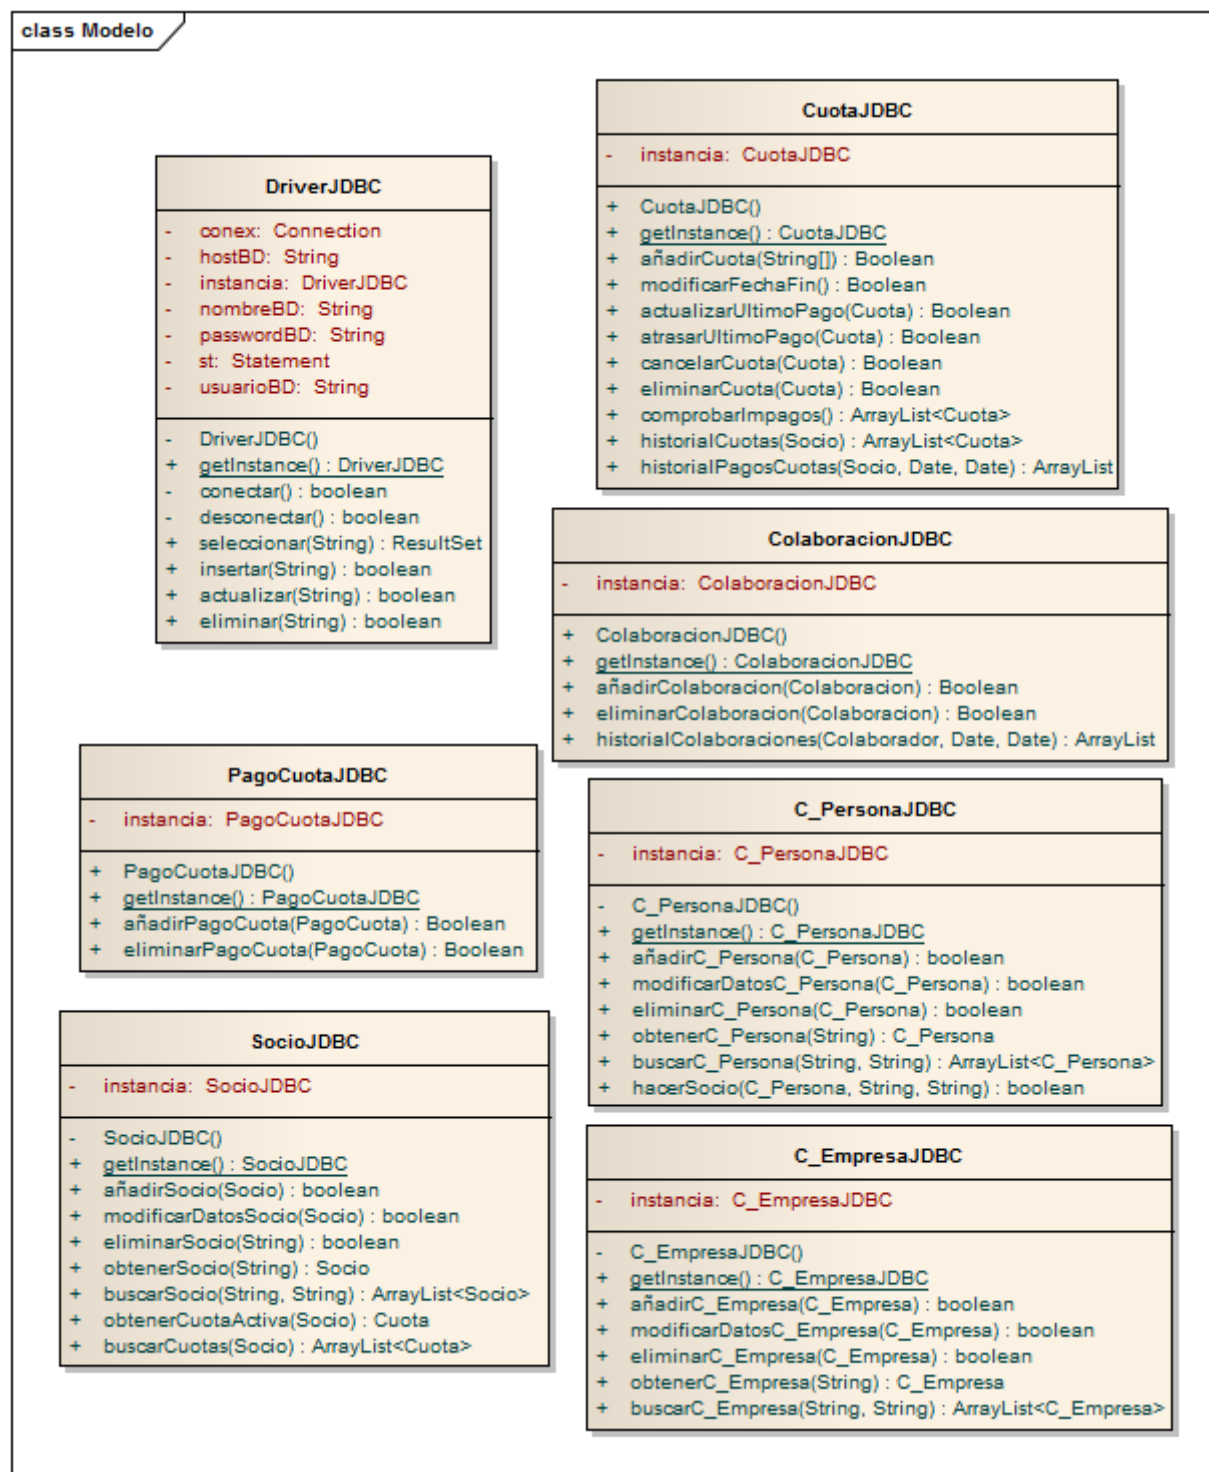 class Modelo
CuotaJDBC
- instancia: CuotaJDBC
+ CuotaJDBC()
+ getInstance() : CuotaJDBC
+ añadirCuota(String[]) : Boolean
+ modificarFechaFin() : Boolean
+ actualizarUltimoPago(Cuota) : Boolean
+ atrasarUltimoPago(Cuota) : Boolean
+ cancelarCuota(Cuota) : Boolean
+ eliminarCuota(Cuota) : Boolean
+ comprobarImpagos() : ArrayList<Cuota>
+ historialCuotas(Socio) : ArrayList<Cuota>
+ historialPagosCuotas(Socio, Date, Date) : ArrayList
DriverJDBC
- conex: Connection
- hostBD: String
- instancia: DriverJDBC
- nombreBD: String
- passwordBD: String
- st: Statement
- usuarioBD: String
- DriverJDBC()
+ getInstance() : DriverJDBC
- conectar() : boolean
- desconectar() : boolean
+ seleccionar(String) : ResultSet
+ insertar(String) : boolean
+ actualizar(String) : boolean
+ eliminar(String) : boolean
ColaboracionJDBC
- instancia: ColaboracionJDBC
+ ColaboracionJDBC()
+ getInstance() : ColaboracionJDBC
+ añadirColaboracion(Colaboracion) : Boolean
+ eliminarColaboracion(Colaboracion) : Boolean
+ historialColaboraciones(Colaborador, Date, Date) : ArrayList
PagoCuotaJDBC
- instancia: PagoCuotaJDBC
+ PagoCuotaJDBC()
+ getInstance() : PagoCuotaJDBC
+ añadirPagoCuota(PagoCuota) : Boolean
+ eliminarPagoCuota(PagoCuota) : Boolean
C_PersonaJDBC
- instancia: C_PersonaJDBC
- C_PersonaJDBC()
+ getInstance() : C_PersonaJDBC
+ añadirC_Persona(C_Persona) : boolean
+ modificarDatosC_Persona(C_Persona) : boolean
+ eliminarC_Persona(C_Persona) : boolean
+ obtenerC_Persona(String) : C_Persona
+ buscarC_Persona(String, String) : ArrayList<C_Persona>
+ hacerSocio(C_Persona, String, String) : boolean
SocioJDBC
- instancia: SocioJDBC
- SocioJDBC()
+ getInstance() : SocioJDBC
+ añadirSocio(Socio) : boolean
+ modificarDatosSocio(Socio) : boolean
+ eliminarSocio(String) : boolean
+ obtenerSocio(String) : Socio
+ buscarSocio(String, String) : ArrayList<Socio>
+ obtenerCuotaActiva(Socio) : Cuota
+ buscarCuotas(Socio) : ArrayList<Cuota>
C_EmpresaJDBC
- instancia: C_EmpresaJDBC
- C_EmpresaJDBC()
+ getInstance() : C_EmpresaJDBC
+ añadirC_Empresa(C_Empresa) : boolean
+ modificarDatosC_Empresa(C_Empresa) : boolean
+ eliminarC_Empresa(C_Empresa) : boolean
+ obtenerC_Empresa(String) : C_Empresa
+ buscarC_Empresa(String, String) : ArrayList<C_Empresa>